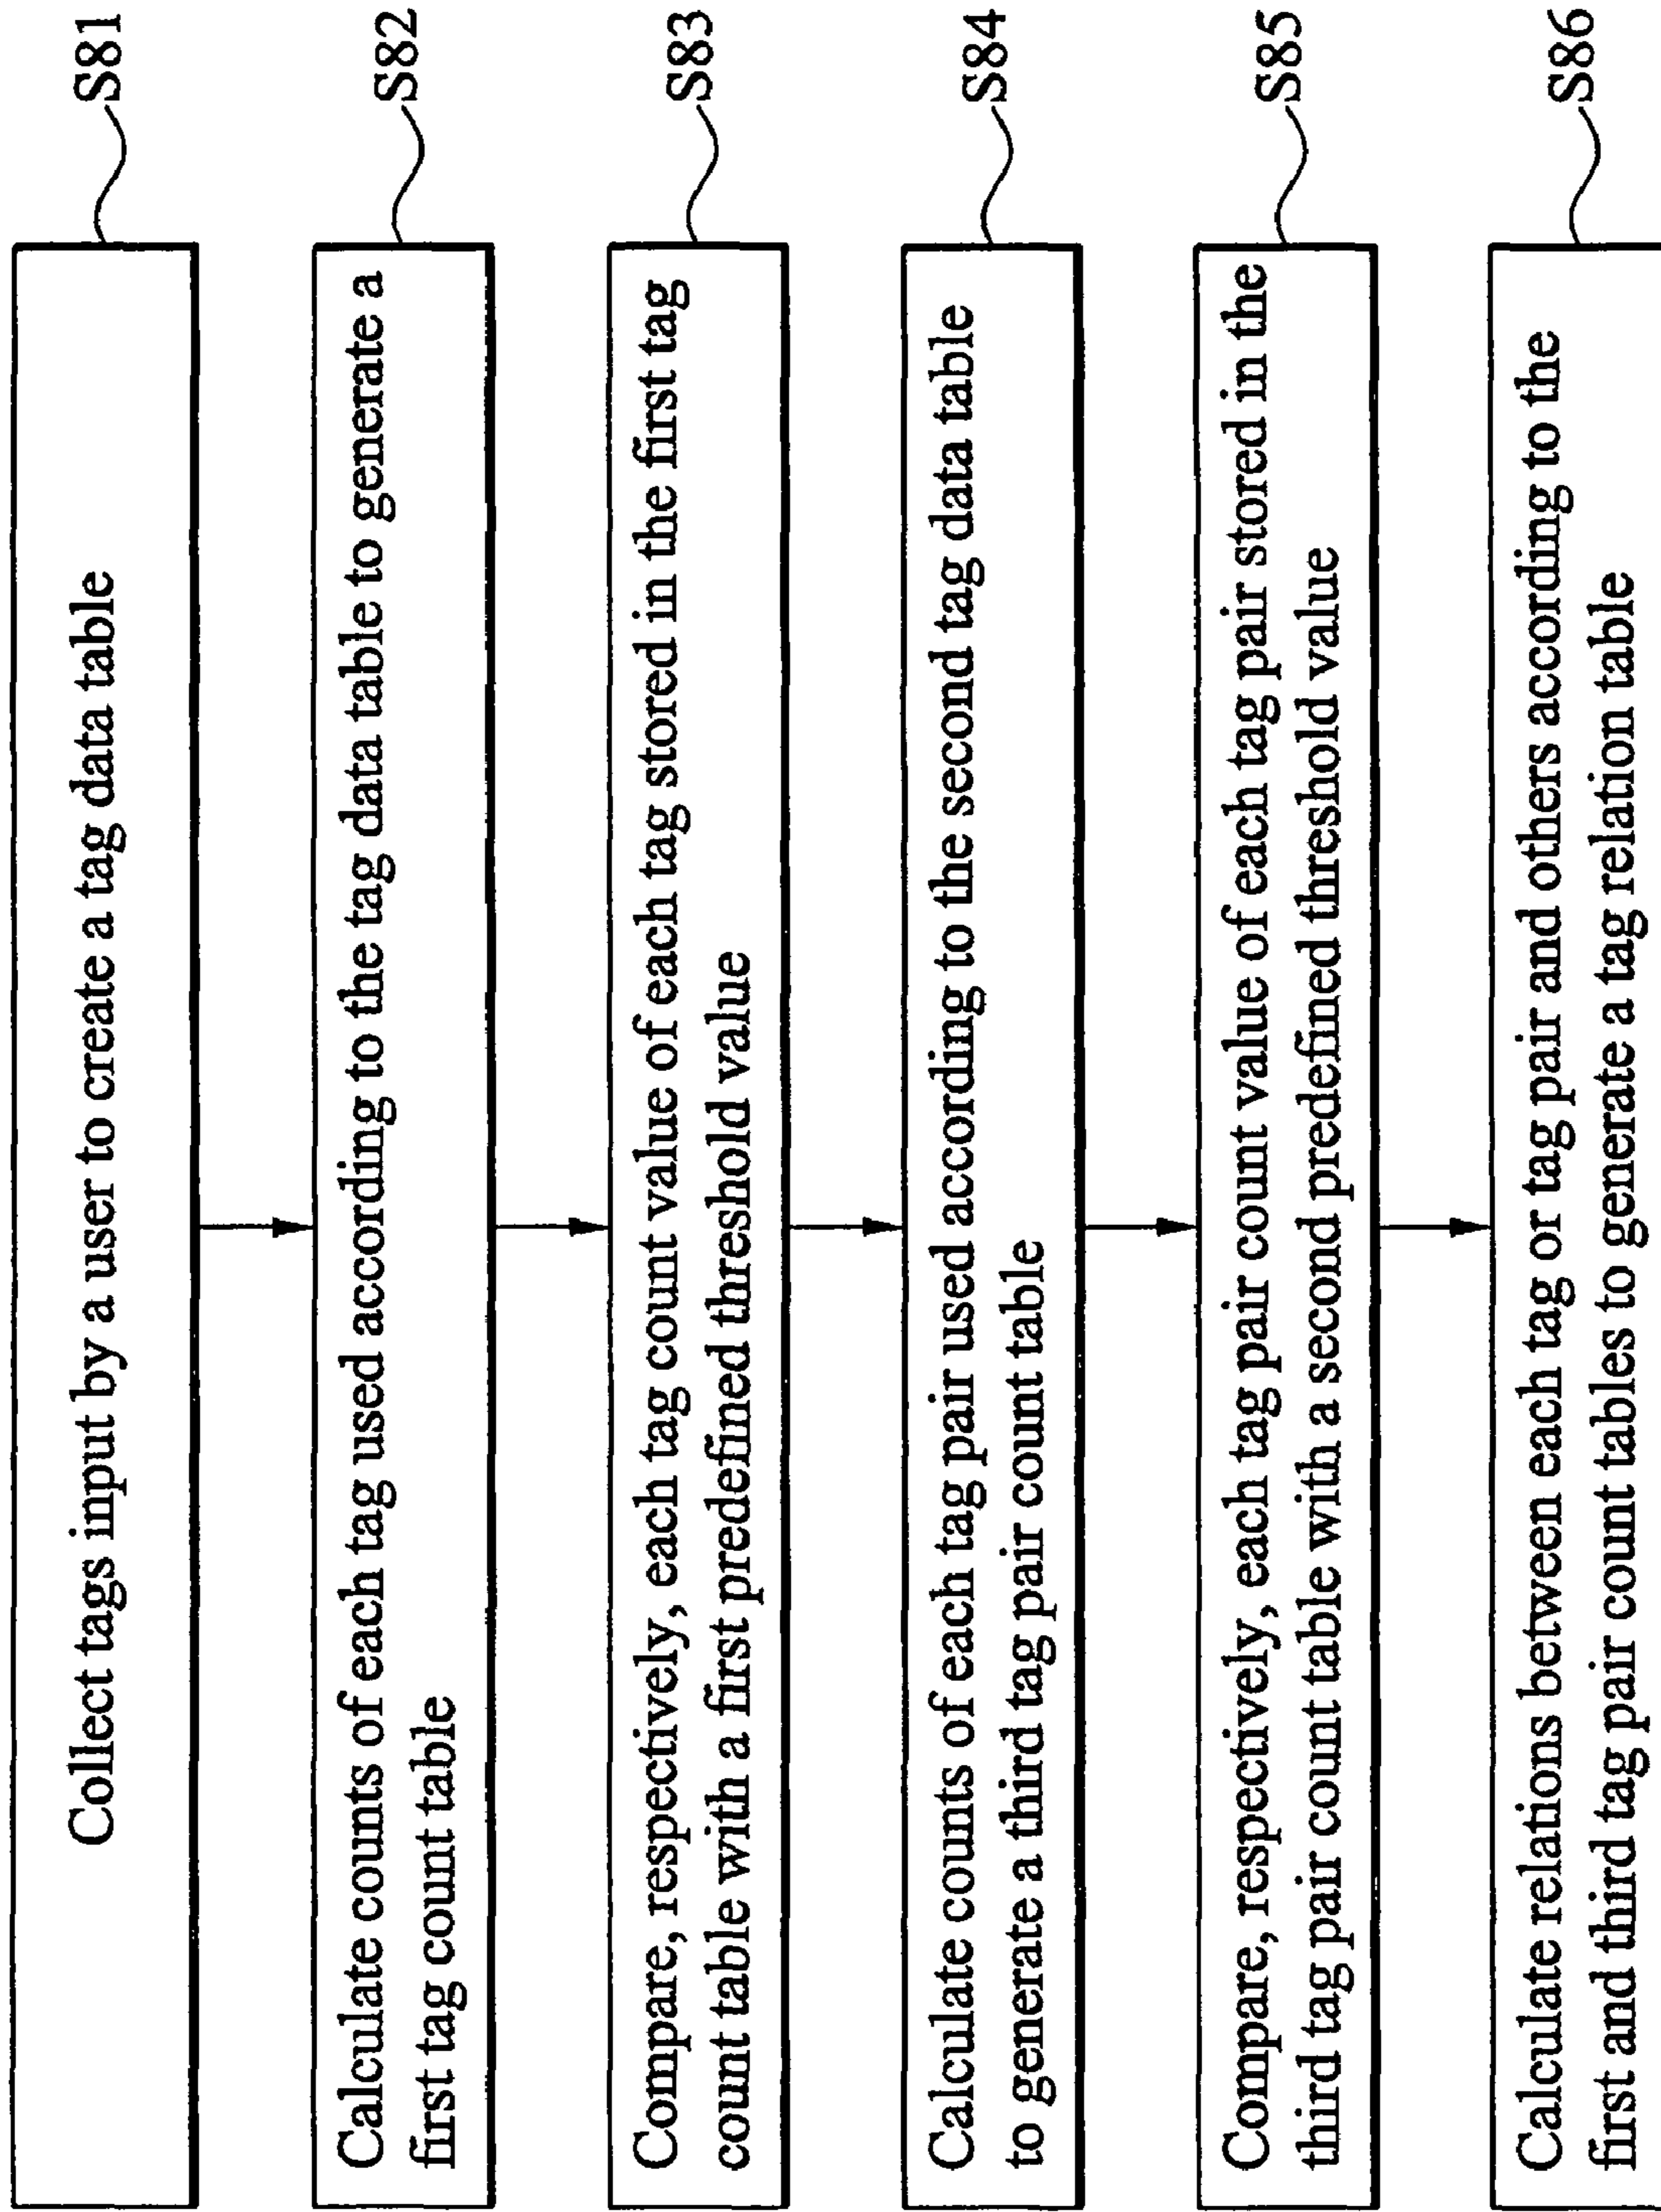 Collect tags input by a user to create a tag data table
S81
Calculate counts of each tag used according to the tag data table to generate a
first tag count table
S82
Compare, respectively, each tag count value of each tag stored in the first tag
count table with a first predefined threshold value
S83
Calculate counts of each tag pair used according to the second tag data table
to generate a third tag pair count table
S84
Compare, respectively, each tag pair count value of each tag pair stored in the
third tag pair count table with a second predefined threshold value
S85
Calculate relations between each tag or tag pair and others according to the
first and third tag pair count tables to generate a tag relation table
S86